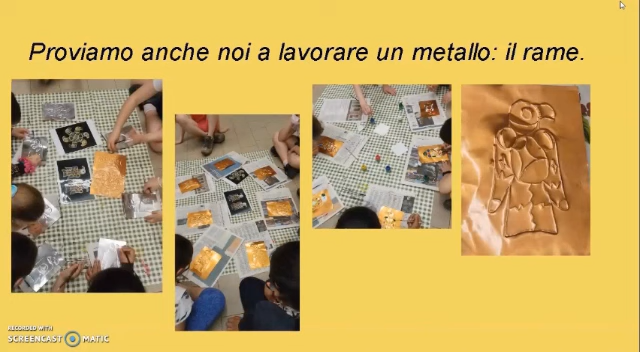 Proviamo anche noi a lavorare un metallo: il rame.
RECORDED WITH
SCREENCAST MATIC